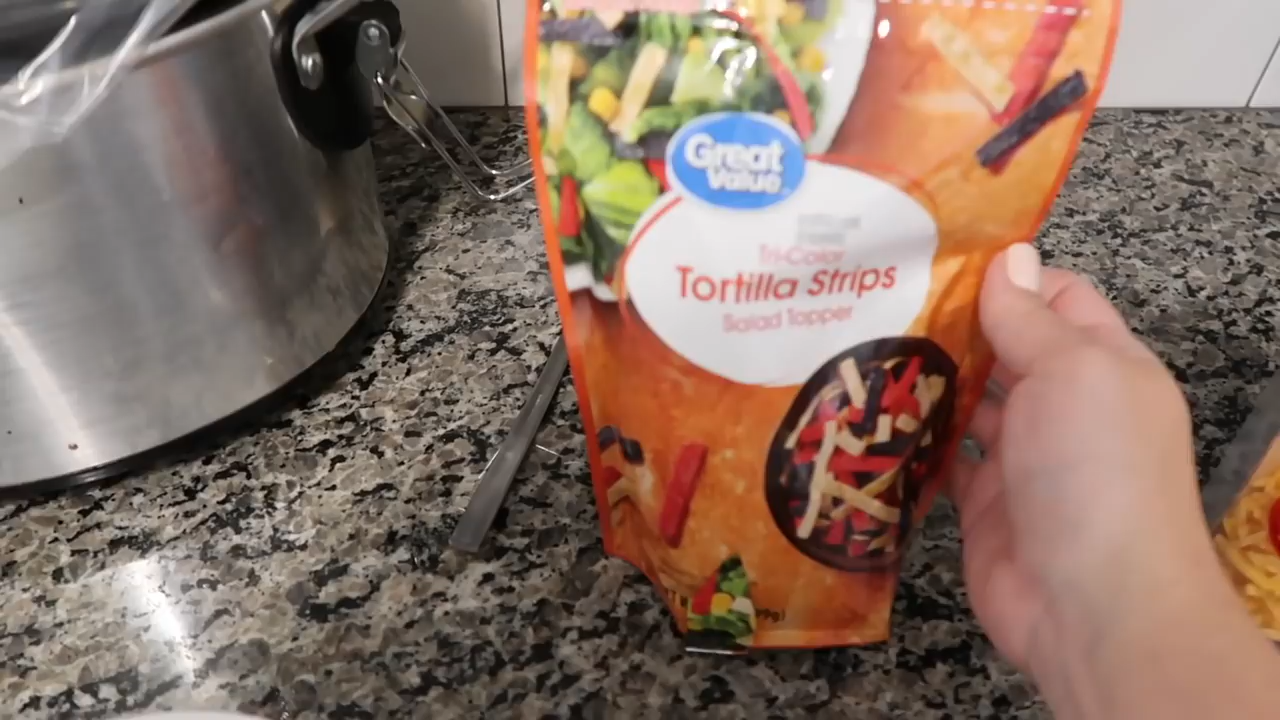 Great
Value
Tri-Color
Tortilla Strips
Salad Topper